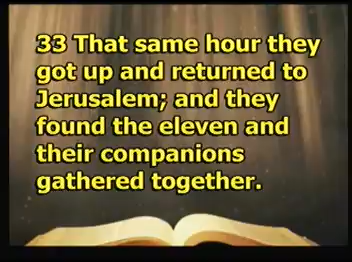 33 That same hour they
got up and returned to
Jerusalem; and they
found the eleven and
their companions
gathered together.